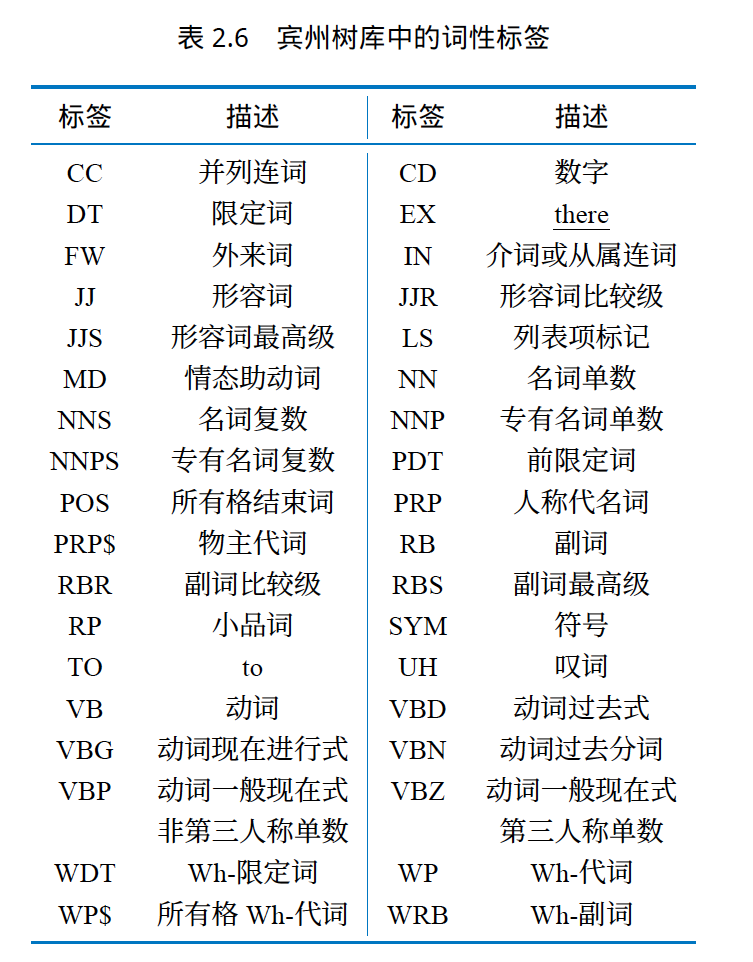 表 2.6 宾州树库中的词性标签
标签 描述 标签 描述
CC 并列连词 CD 数字
DT 限定词 EX there
FW 外来词 IN 介词或从属连词
JJ 形容词 JJR 形容词比较级
JJS 形容词最高级 LS 列表项标记
MD 情态助动词 NN 名词单数
NNS 名词复数 NNP 专有名词单数
NNPS 专有名词复数 PDT 前限定词
POS 所有格结束词 PRP 人称代名词
PRP$ 物主代词 RB 副词
RBR 副词比较级 RBS 副词最高级
RP 小品词 SYM 符号
TO to UH 叹词
VB 动词 VBD 动词过去式
VBG 动词现在进行式 VBN 动词过去分词
VBP 动词一般现在式 VBZ 动词一般现在式
非第三人称单数 第三人称单数
WDT Wh-限定词 WP Wh-代词
WP$ 所有格 Wh-代词 WRB Wh-副词